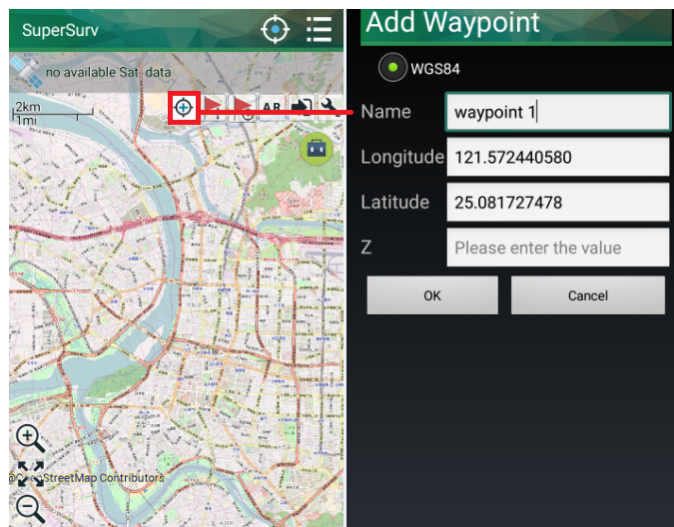 SuperSurv
no available Sat. data
2km
1mi
AR
@OpenStreetMap Contributors
Add Waypoint
WGS84
Name
waypoint 1
Longitude
121.572440580
Latitude
25.081727478
Z
Please enter the value
OK
Cancel